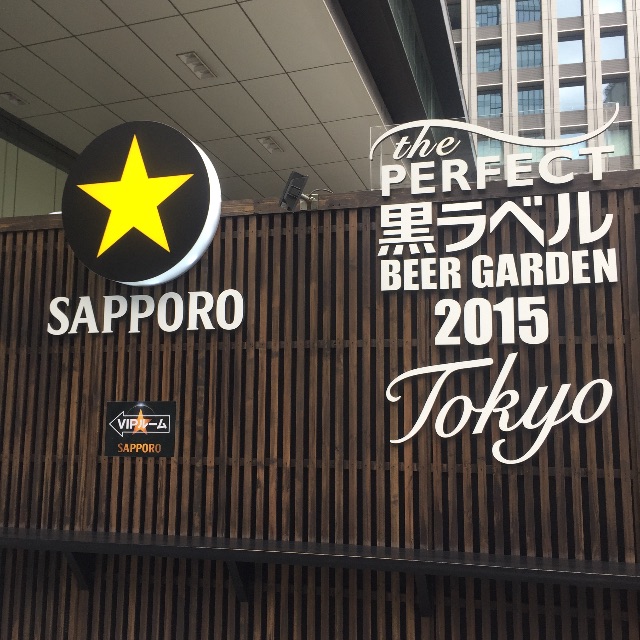 SAPPORO
VIPルーム
SAPPORO
the
PERFECT
黒ラベル
BEER GARDEN
2015
Tokyo